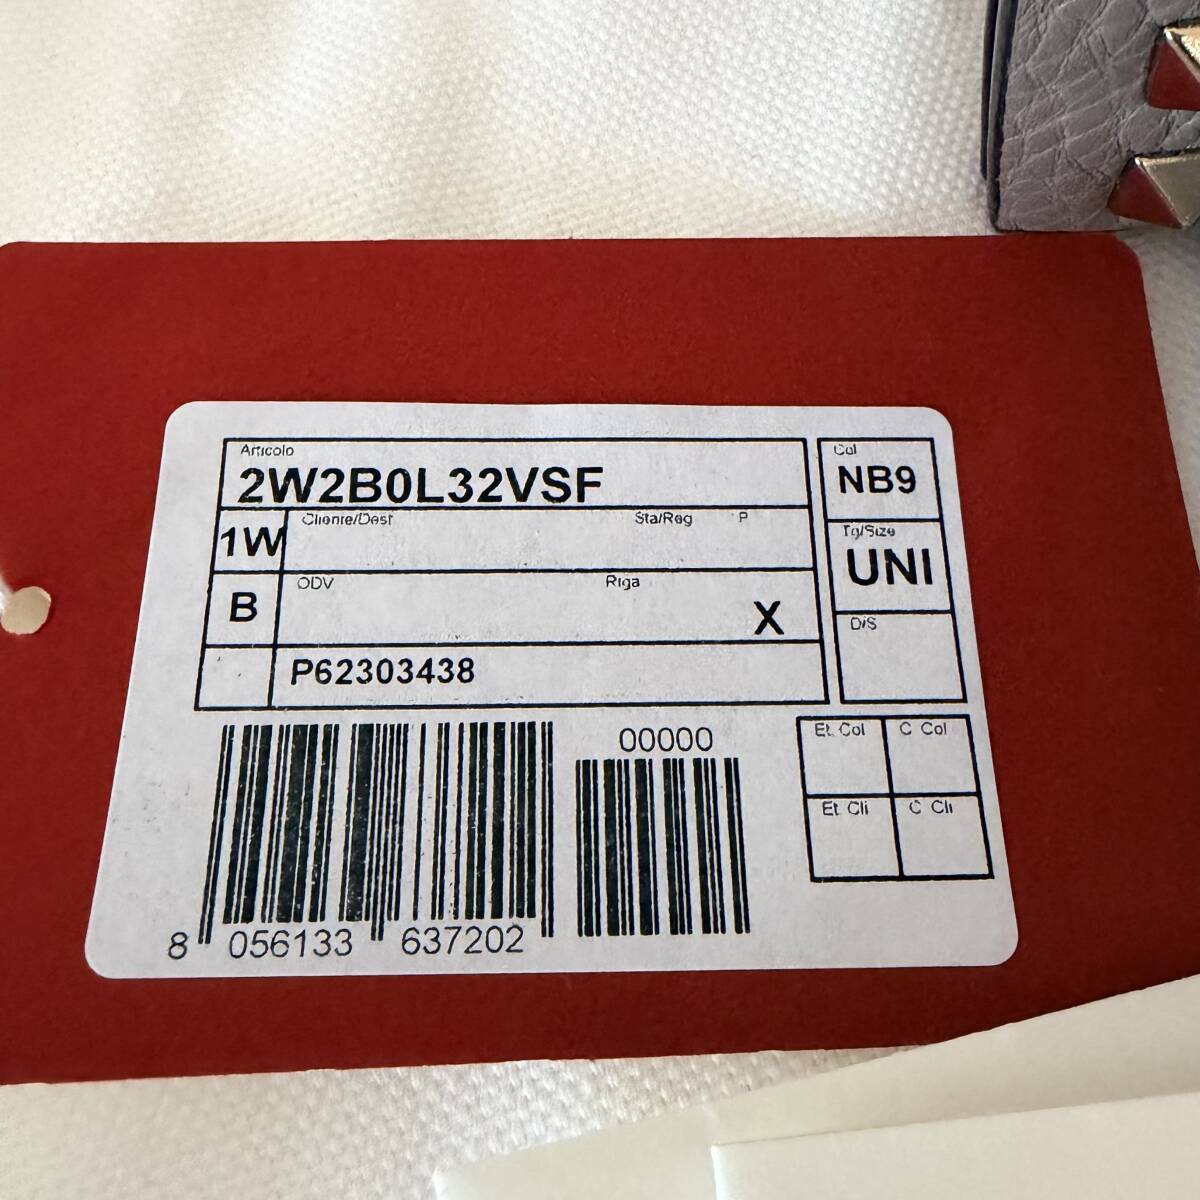 Articolo
2W2B0L32VSF
Col
NB9
1W
Cliente/Dest
Sta/Reg
P
Tg/Size
UNI
B
ODV
Riga
X
DIS
P62303438
00000
Et. Col
C Col
Et Cli
C Cli
8 056133 637202